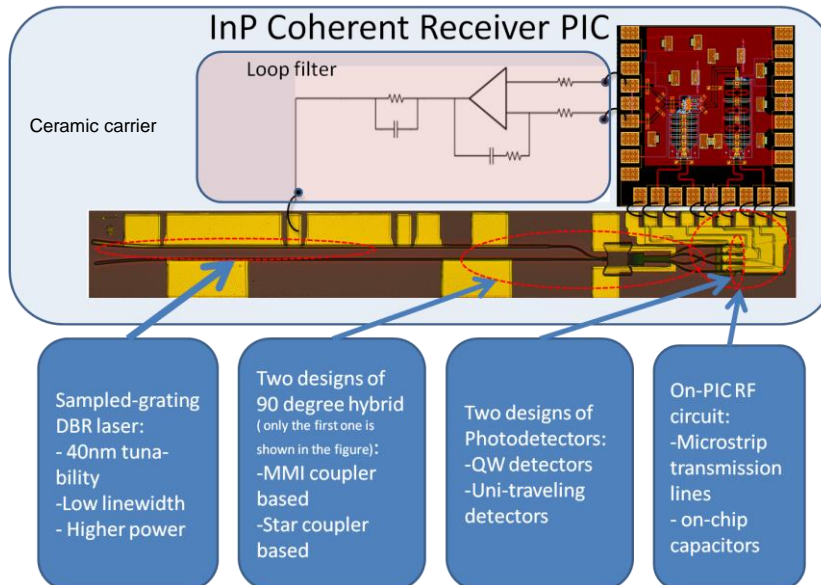 InP Coherent Receiver PIC
Loop filter
Ceramic carrier
Sampled-grating
DBR laser:
- 40nm tuna-
bility
-Low linewidth
- Higher power
Two designs of
90 degree hybrid
( only the first one is
shown in the figure):
-MMI coupler
based
-Star coupler
based
Two designs of
Photodetectors:
-QW detectors
- Uni-traveling
detectors
On-PIC RF
circuit:
-Microstrip
transmission
lines
- on-chip
capacitors